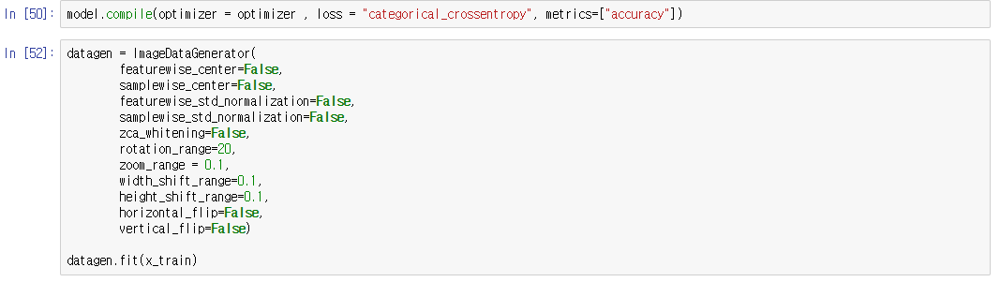 In [50]: model.compile(optimizer = optimizer , loss = "categorical_crossentropy", metrics=["accuracy"])
In [52]: datagen = ImageDataGenerator(
featurewise_center=False,
samplewise_center=False,
featurewise_std_normalization=False,
samplewise_std_normalization=False,
zca_whitening=False,
rotation_range=20,
zoom_range = 0.1,
width_shift_range=0.1,
height_shift_range=0.1,
horizontal_flip=False,
vertical_flip=False)
datagen.fit(x_train)